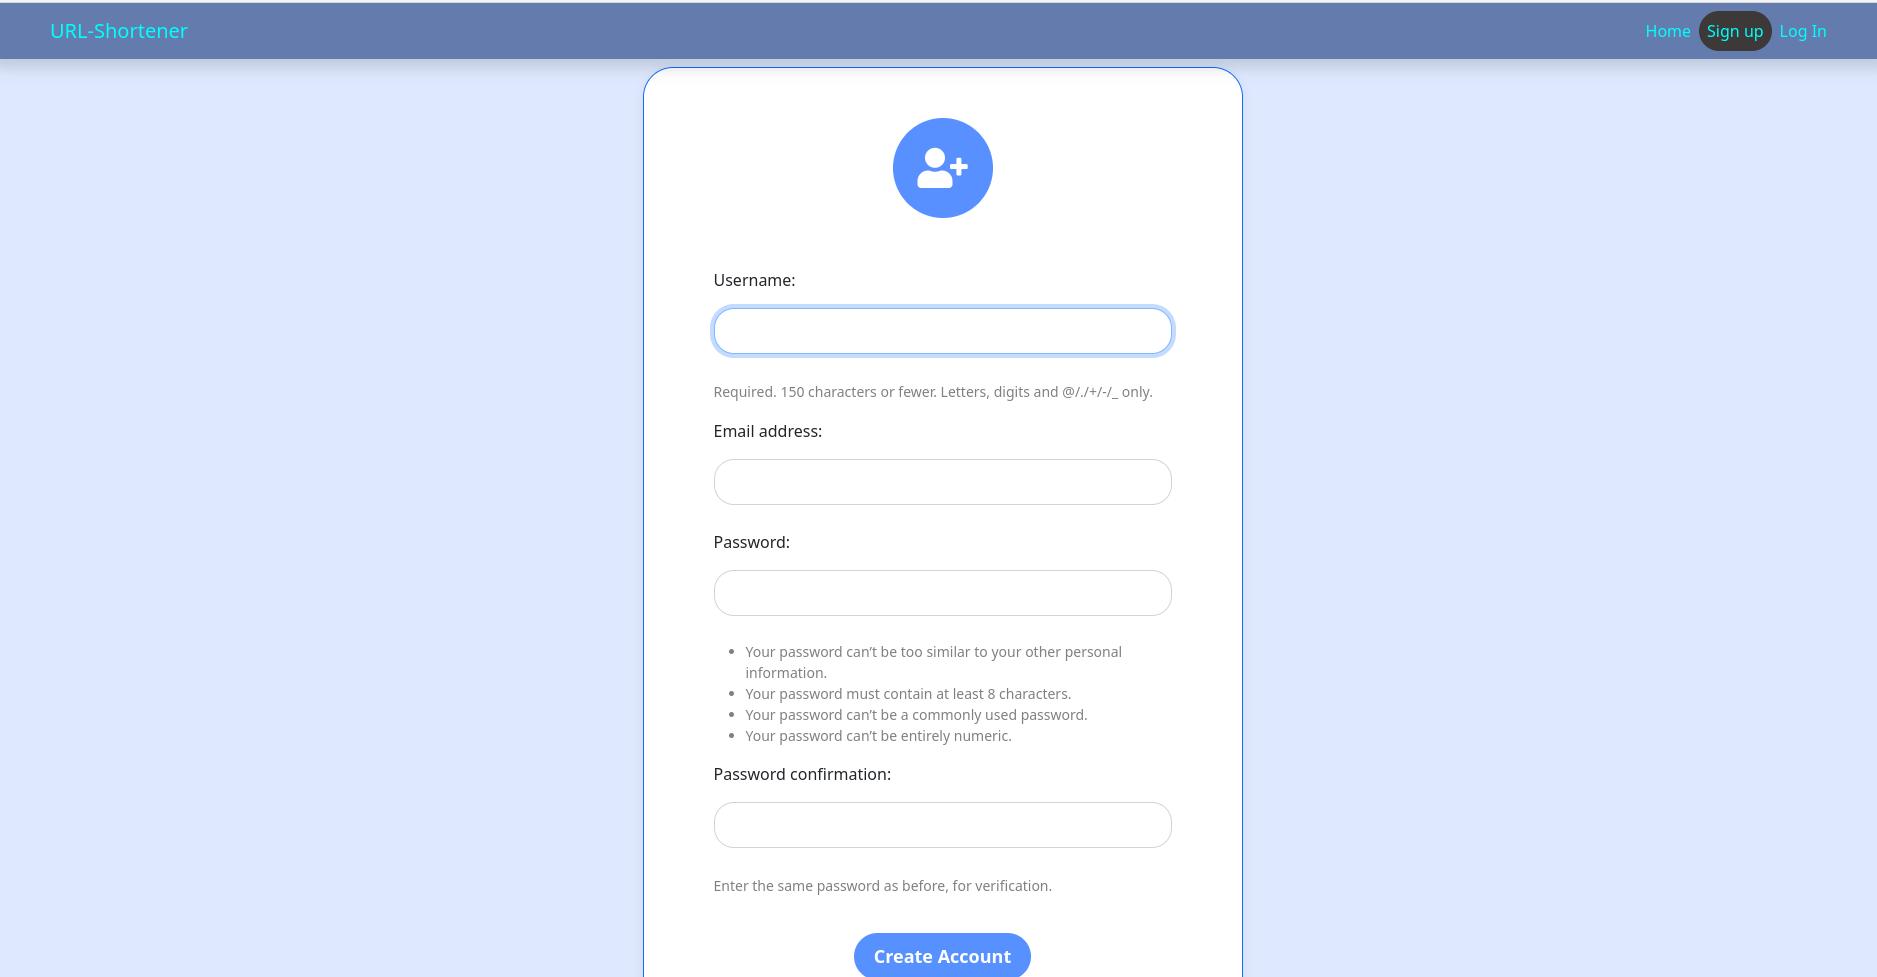 URL-Shortener
Home Sign up Log In
Username:
Required. 150 characters or fewer. Letters, digits and @/./+/-/_ only.
Email address:
Password:
Your password can’t be too similar to your other personal
information.
Your password must contain at least 8 characters.
Your password can’t be a commonly used password.
Your password can’t be entirely numeric.
Password confirmation:
Enter the same password as before, for verification.
Create Account